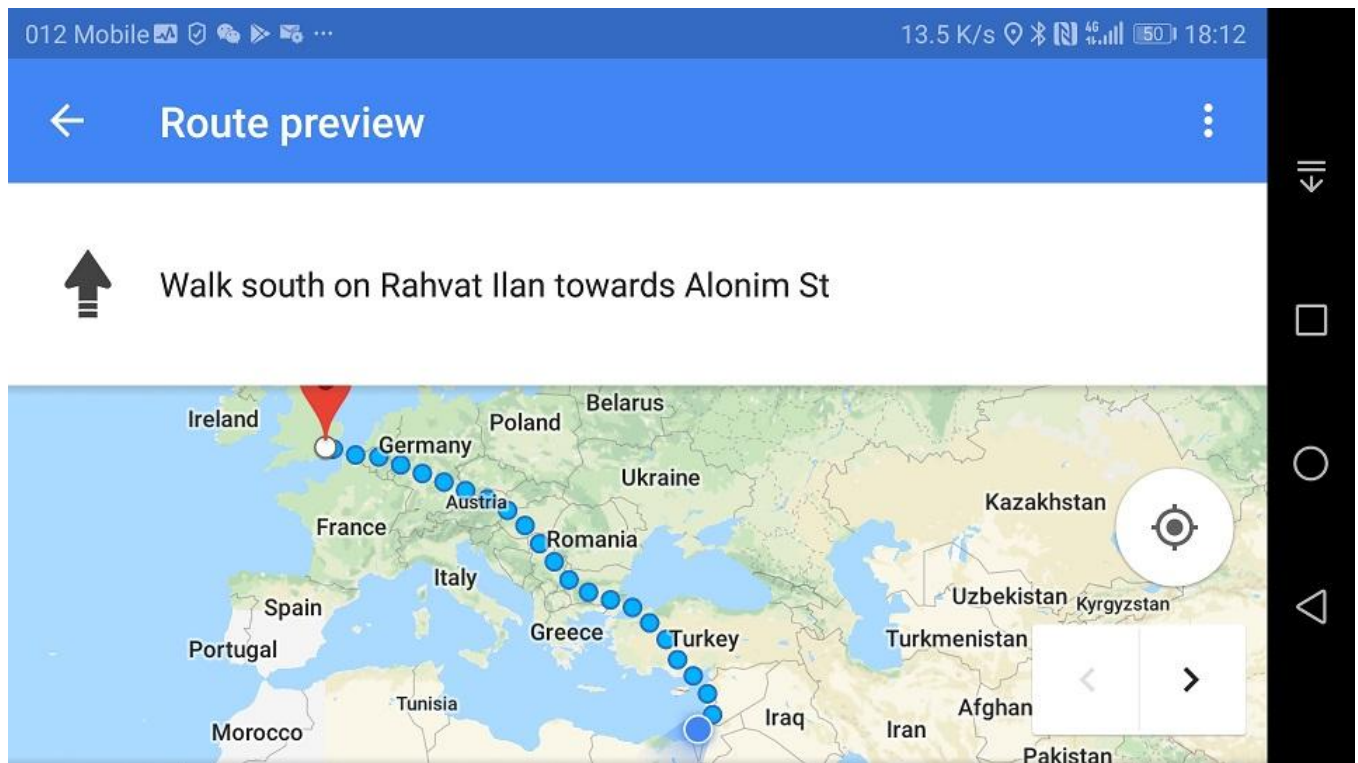 012 Mobile ... 13.5 K/s 4G 50 18:12
Route preview
Walk south on Rahvat Ilan towards Alonim St
Belarus
Ireland
Poland
Germany
Ukraine
Kazakhstan
Austria
France
Romania
Italy
Uzbekistan
Kyrgyzstan
Spain
Greece
Turkey
Turkmenistan
Portugal
Tunisia
Afghan
Iraq
Iran
Morocco
Pakistan